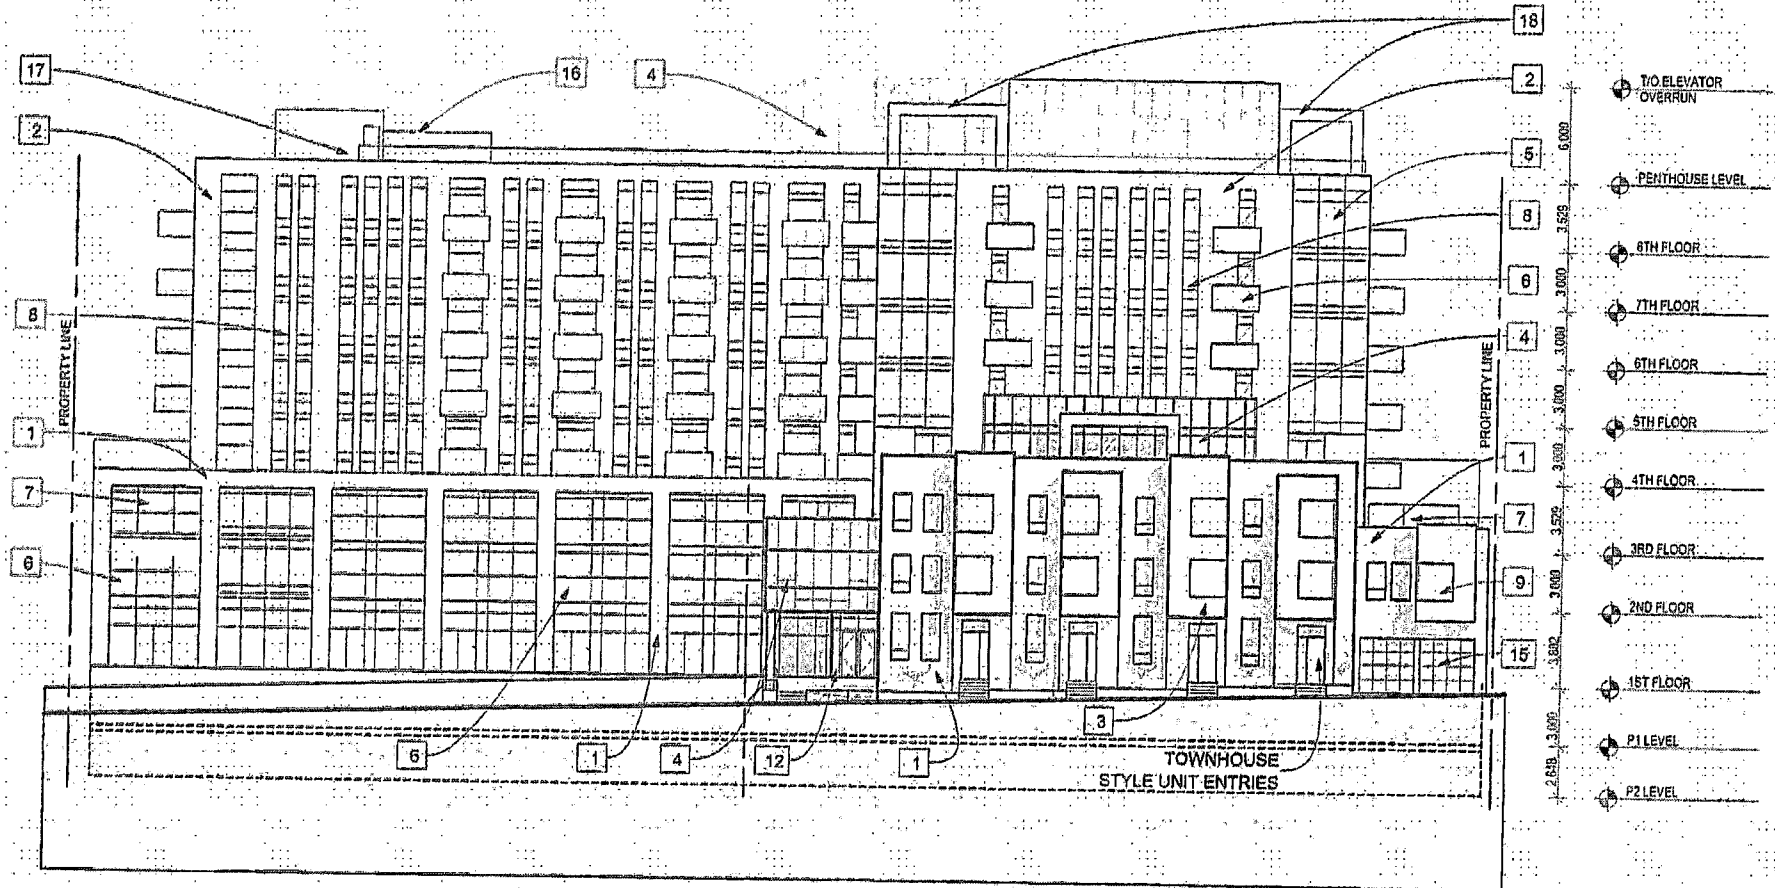 18
17
16
4
2
T/O ELEVATOR
OVERRUN
2
6,000
5
PENTHOUSE LEVEL
8
3,529
8TH FLOOR
6
3,000
7TH FLOOR
8
PROPERTY LINE
4
PROPERTY LINE
3,000
6TH FLOOR
3,000
5TH FLOOR
1
1
3,000
4TH FLOOR
7
7
3,529
3RD FLOOR
6
9
3,000
2ND FLOOR
15
3,802
1ST FLOOR
3
3,000
P1 LEVEL
6
1
4
12
1
TOWNHOUSE
STYLE UNIT ENTRIES
2,648
P2 LEVEL